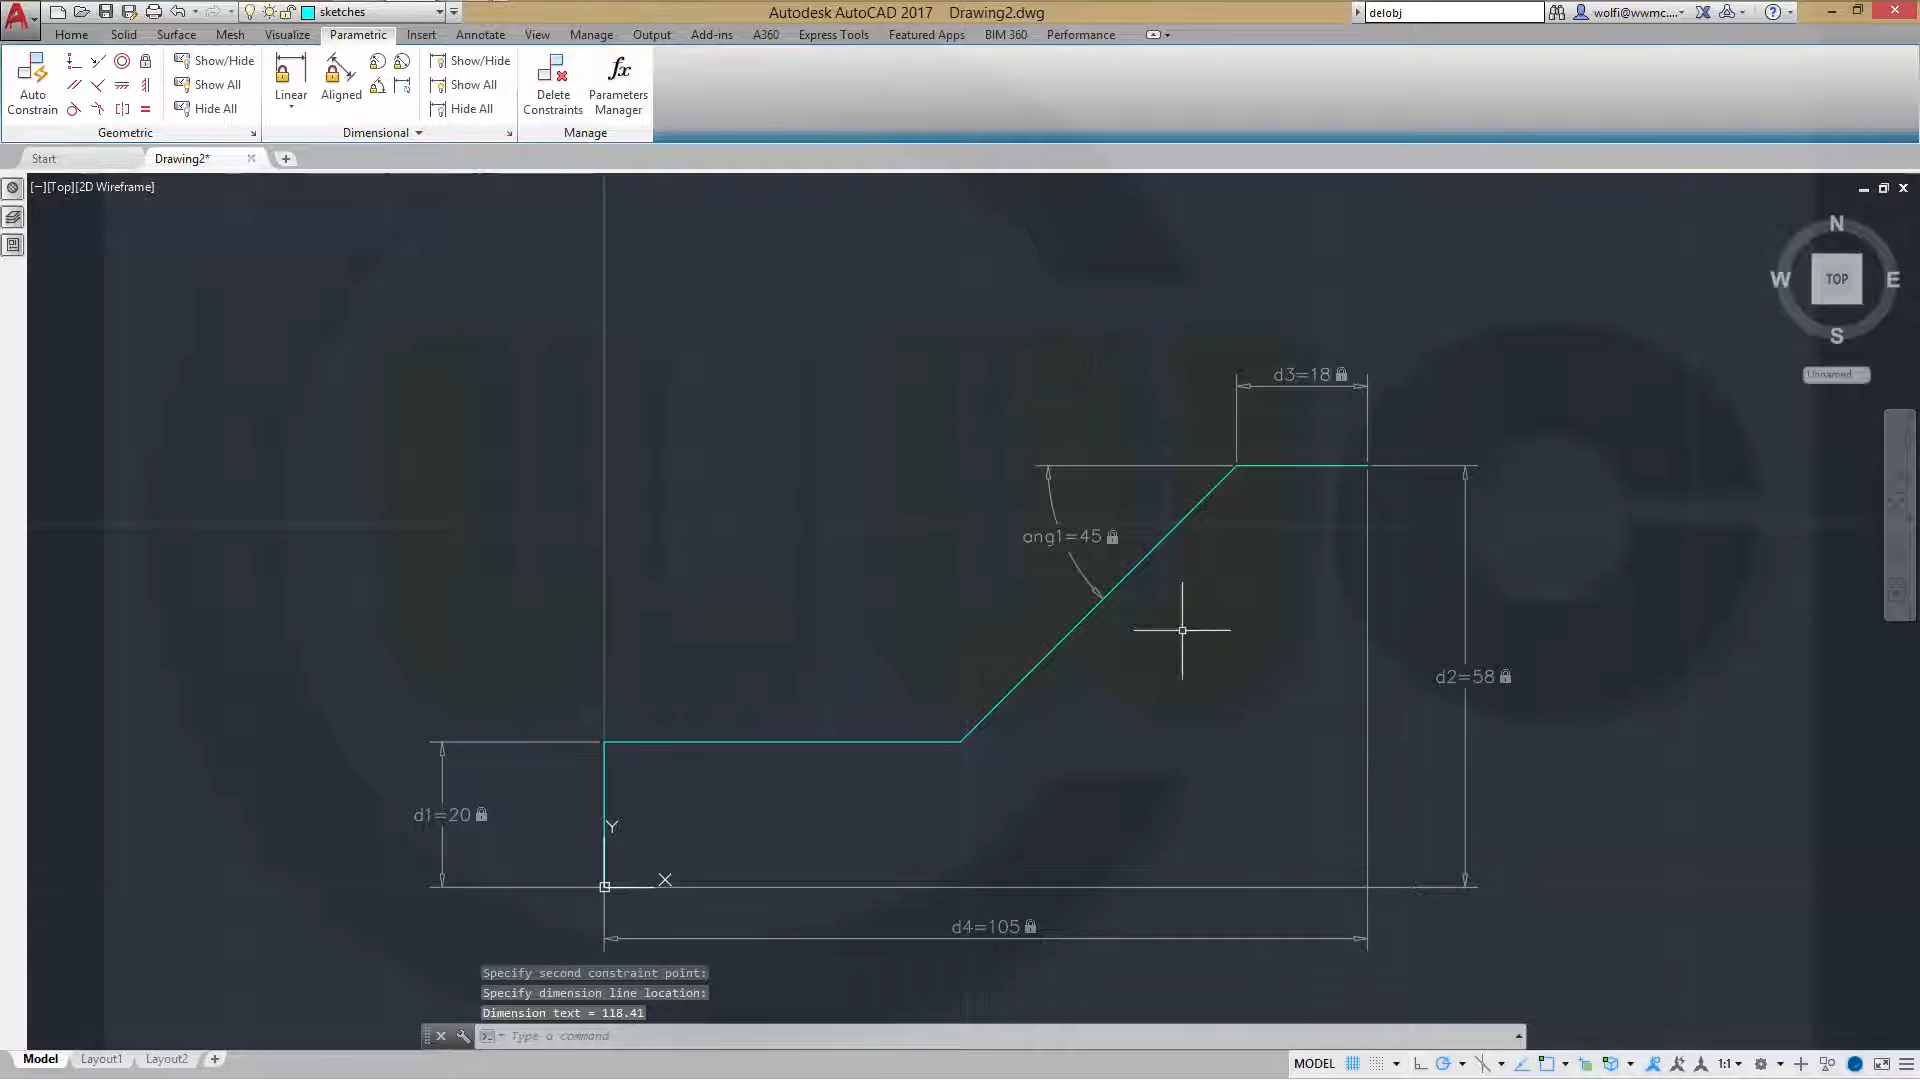 sketches
Autodesk AutoCAD 2017 Drawing2.dwg
delobj
wolfi@wwmc....
Home Solid Surface Mesh Visualize Parametric Insert Annotate View Manage Output Add-ins A360 Express Tools Featured Apps BIM 360 Performance
Auto Constrain
Show/Hide
Show All
Hide All
Geometric
Linear
Aligned
Show/Hide
Show All
Hide All
Dimensional
Delete Constraints
fx
Parameters Manager
Manage
Start
Drawing2*
[−][Top][2D Wireframe]
N
W
TOP
E
S
Unnamed
d3=18
ang1=45
d2=58
d1=20
Y
X
d4=105
Specify second constraint point:
Specify dimension line location:
Dimension text = 118.41
Type a command
Model Layout1 Layout2
MODEL
1:1